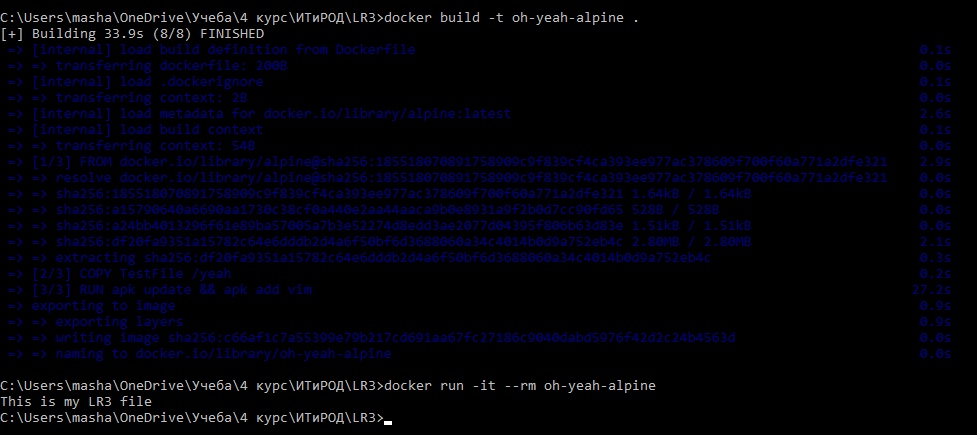 C:\Users\masha\OneDrive\Учеба\4 курс\ИТиРОД\LR3>docker build -t oh-yeah-alpine .
[+] Building 33.9s (8/8) FINISHED
=> [internal] load build definition from Dockerfile 0.1s
=> => transferring dockerfile: 200B 0.0s
=> [internal] load .dockerignore 0.1s
=> => transferring context: 2B 0.0s
=> [internal] load metadata for docker.io/library/alpine:latest 2.6s
=> [internal] load build context 0.1s
=> => transferring context: 54B 0.0s
=> [1/3] FROM docker.io/library/alpine@sha256:185518070891758909c9f839cf4ca393ee977ac378609f700f60a771a2dfe321 2.9s
=> => resolve docker.io/library/alpine@sha256:185518070891758909c9f839cf4ca393ee977ac378609f700f60a771a2dfe321 0.0s
=> => sha256:185518070891758909c9f839cf4ca393ee977ac378609f700f60a771a2dfe321 1.64kB / 1.64kB 0.0s
=> => sha256:a15790640a6690aa1730c38cf0a440e2aa44aaca9b0e8931a9f2b0d7cc90fd65 528B / 528B 0.0s
=> => sha256:a24bb4013296f61e89ba57005a7b3e52274d8edd3ae2077d04395f806b63d83e 1.51kB / 1.51kB 0.0s
=> => sha256:df20fa9351a15782c64e6dddb2d4a6f50bf6d3688060a34c4014b0d9a752eb4c 2.80MB / 2.80MB 2.1s
=> => extracting sha256:df20fa9351a15782c64e6dddb2d4a6f50bf6d3688060a34c4014b0d9a752eb4c 0.3s
=> [2/3] COPY TestFile /yeah 0.2s
=> [3/3] RUN apk update && apk add vim 27.2s
=> exporting to image 0.9s
=> => exporting layers 0.9s
=> => writing image sha256:c66af1c7a55399e79b217cd691aa67fc27186c9040dabd5976f42d2c24b4563d 0.0s
=> => naming to docker.io/library/oh-yeah-alpine 0.0s
C:\Users\masha\OneDrive\Учеба\4 курс\ИТиРОД\LR3>docker run -it --rm oh-yeah-alpine
This is my LR3 file
C:\Users\masha\OneDrive\Учеба\4 курс\ИТиРОД\LR3>